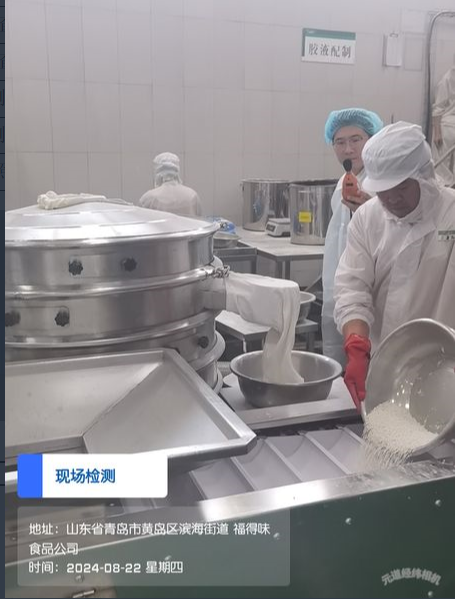 胶液配制
现场检测
地址：山东省青岛市黄岛区滨海街道 福得味
食品公司
时间：2024-08-22 星期四
元道经纬相机